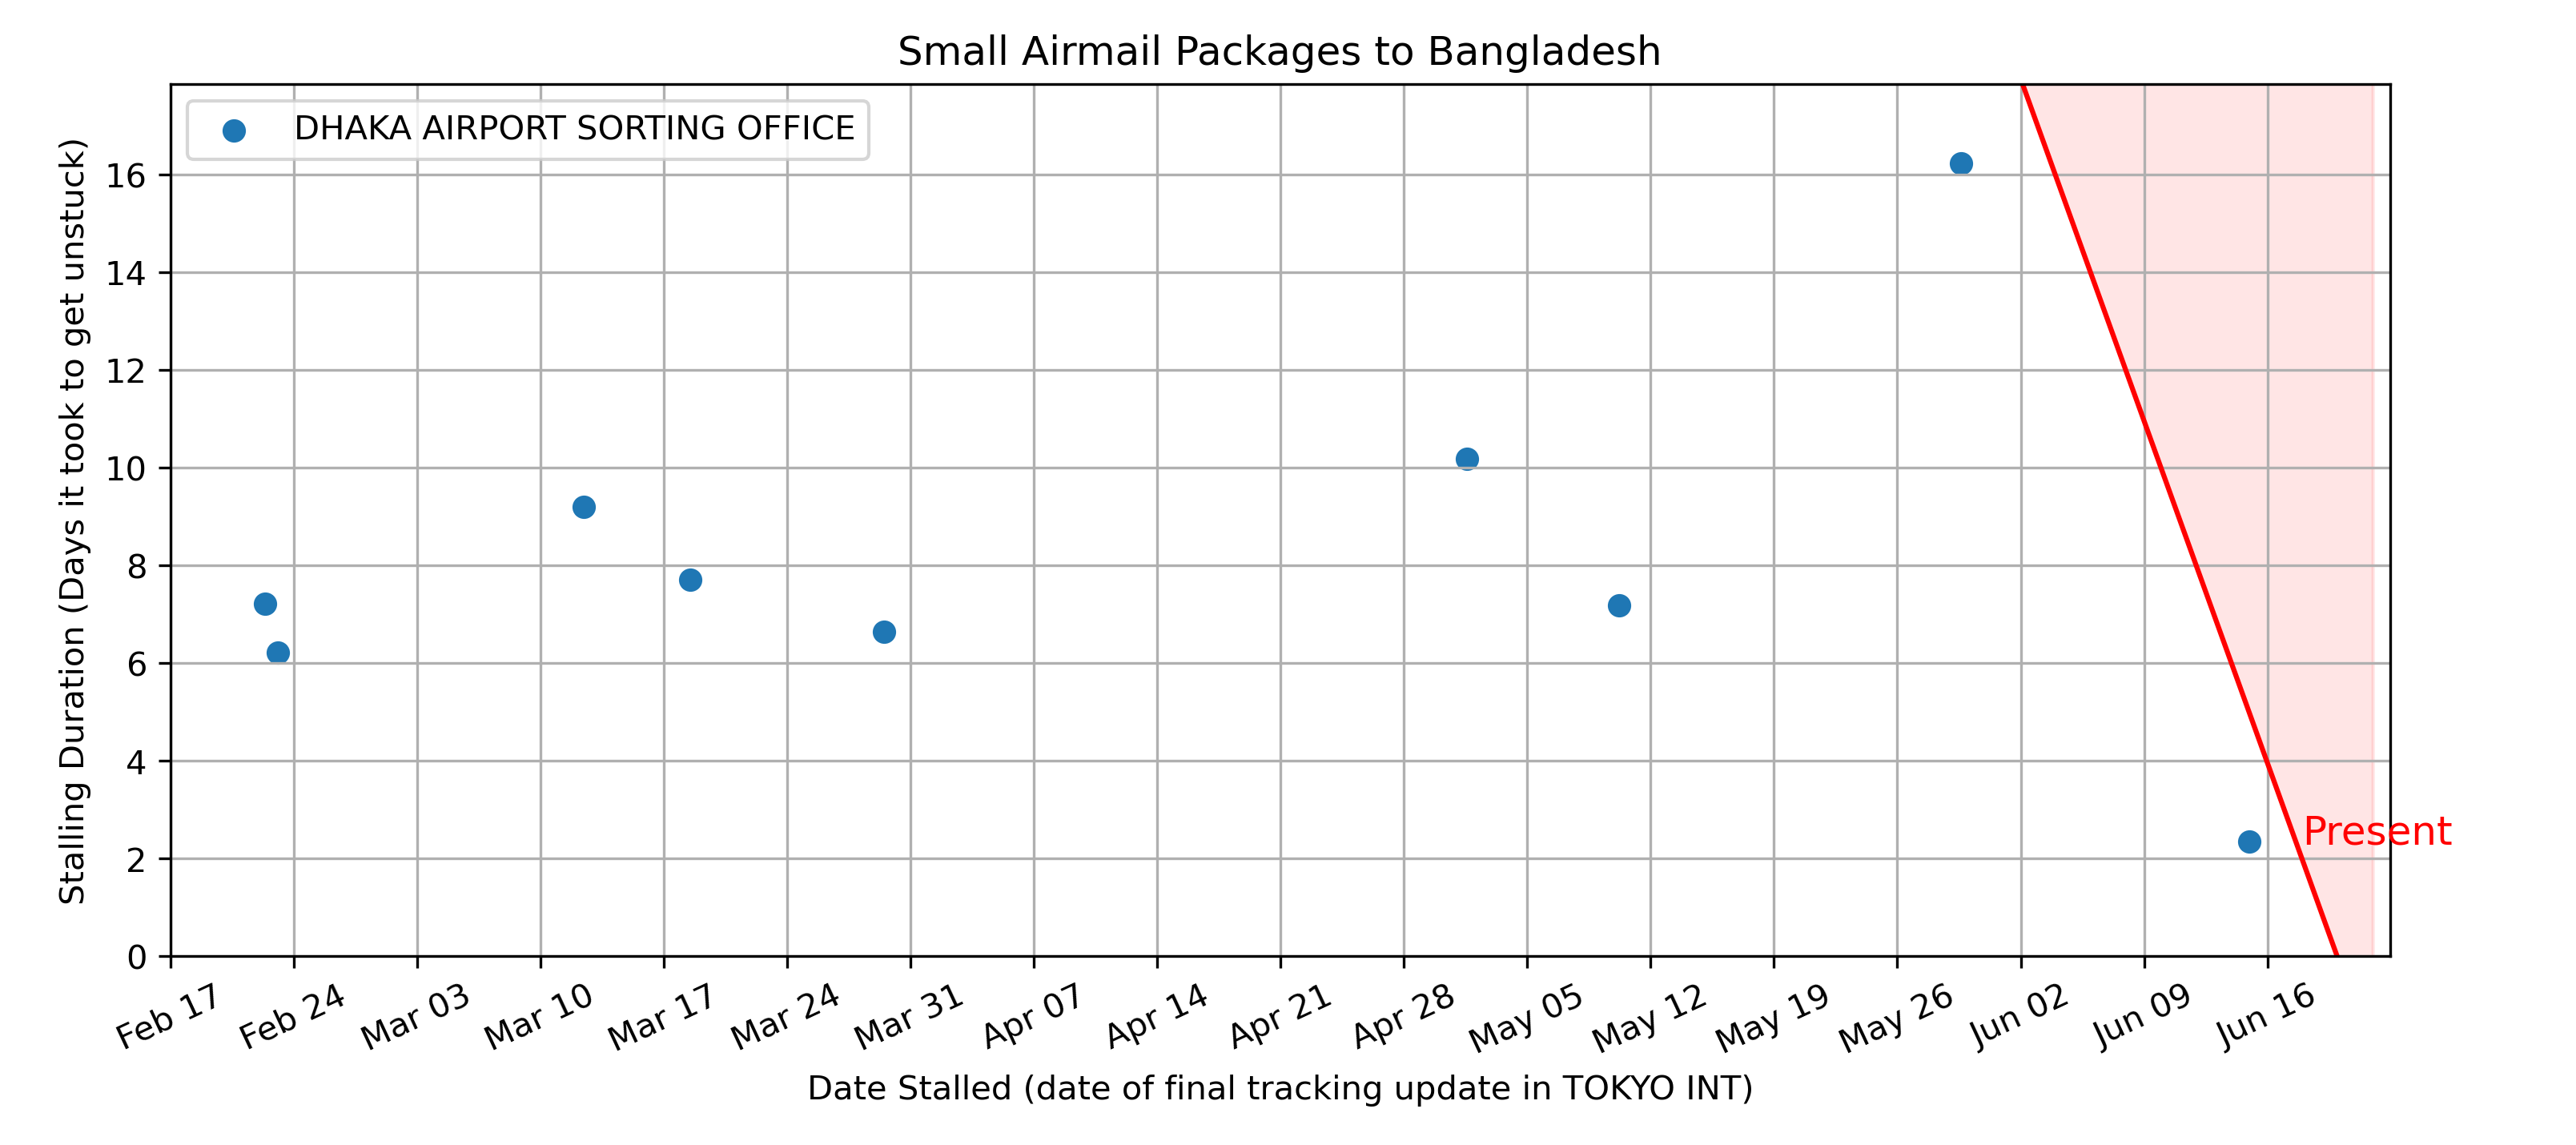 Small Airmail Packages to Bangladesh
DHAKA AIRPORT SORTING OFFICE
Stalling Duration (Days it took to get unstuck)
16
14
12
10
8
6
4
2
0
Present
Feb 17
Feb 24
Mar 03
Mar 10
Mar 17
Mar 24
Mar 31
Apr 07
Apr 14
Apr 21
Apr 28
May 05
May 12
May 19
May 26
Jun 02
Jun 09
Jun 16
Date Stalled (date of final tracking update in TOKYO INT)